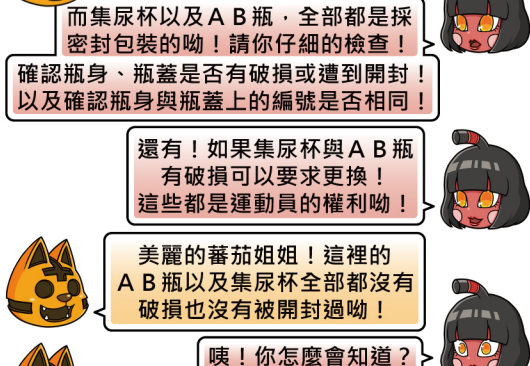 而集尿杯以及ＡＢ瓶，全部都是採
密封包裝的呦！請你仔細的檢查！
確認瓶身、瓶蓋是否有破損或遭到開封！
以及確認瓶身與瓶蓋上的編號是否相同！
還有！如果集尿杯與ＡＢ瓶
有破損可以要求更換！
這些都是運動員的權利呦！
美麗的蕃茄姐姐！這裡的
ＡＢ瓶以及集尿杯全部都沒有
破損也沒有被開封過呦！
咦！你怎麼會知道？